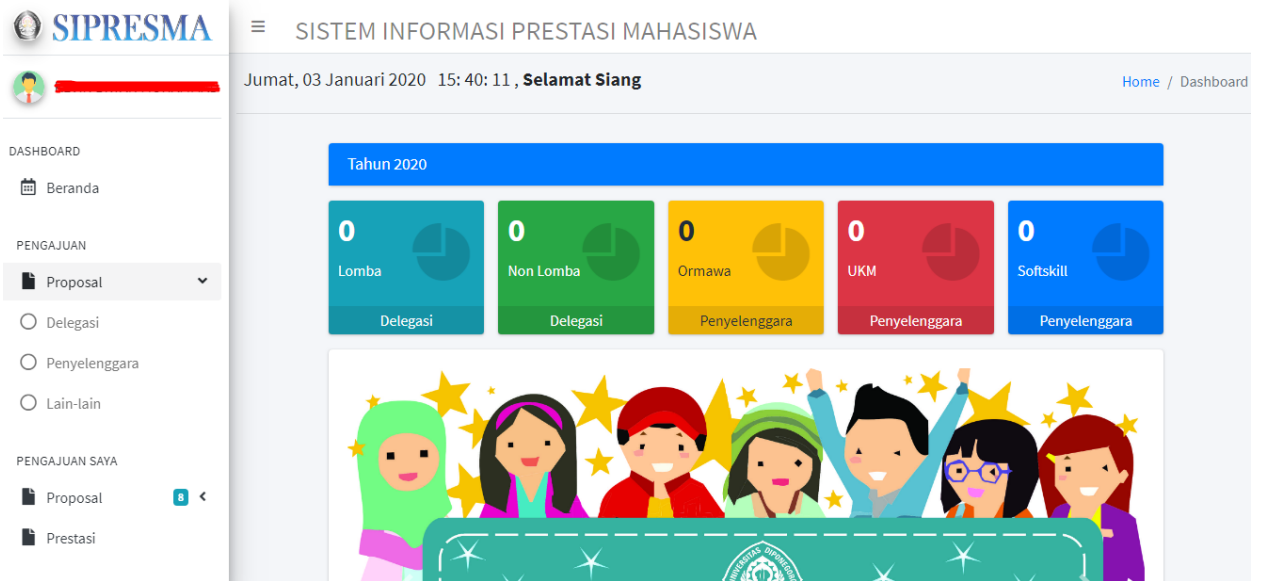 SIPRESMA
SISTEM INFORMASI PRESTASI MAHASISWA
Jumat, 03 Januari 2020 15: 40: 11 , Selamat Siang
Home / Dashboard
DASHBOARD
Beranda
PENGAJUAN
Proposal
Delegasi
Penyelenggara
Lain-lain
PENGAJUAN SAYA
Proposal 8
Prestasi
Tahun 2020
0
Lomba
Delegasi
0
Non Lomba
Delegasi
0
Ormawa
Penyelenggara
0
UKM
Penyelenggara
0
Softskill
Penyelenggara
UNIVERSITAS DIPONEGORO